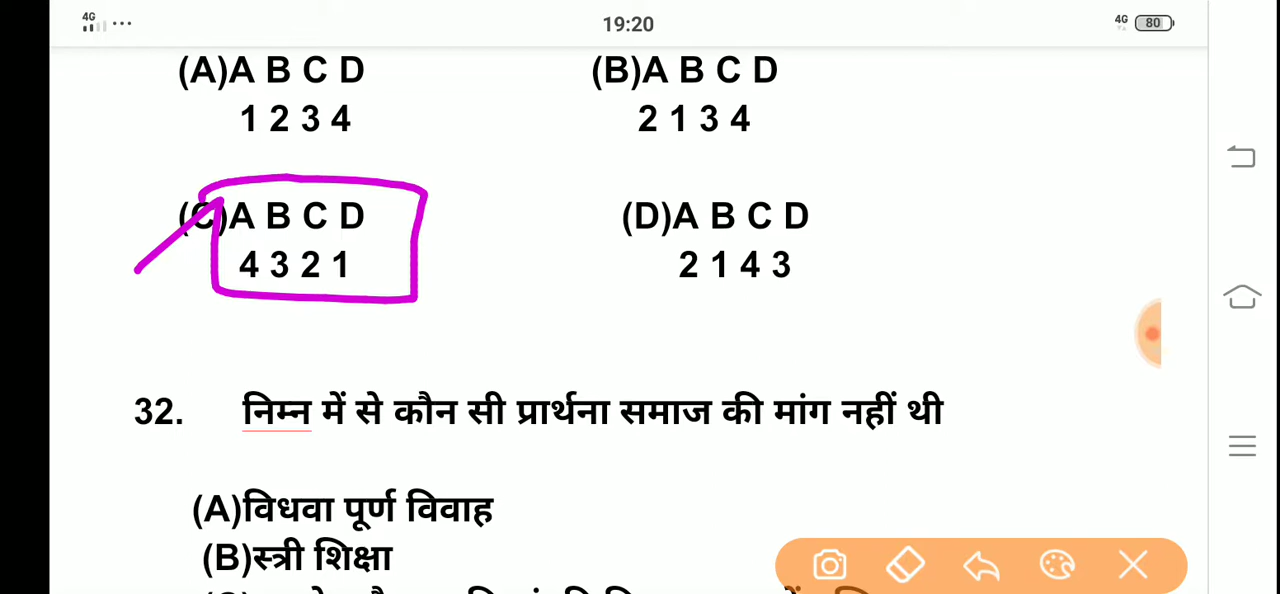 4G 19:20 4G 80
(A)A B C D (B)A B C D
1 2 3 4 2 1 3 4
(C)A B C D (D)A B C D
4 3 2 1 2 1 4 3
32. निम्न में से कौन सी प्रार्थना समाज की मांग नहीं थी
(A)विधवा पूर्ण विवाह
(B)स्त्री शिक्षा